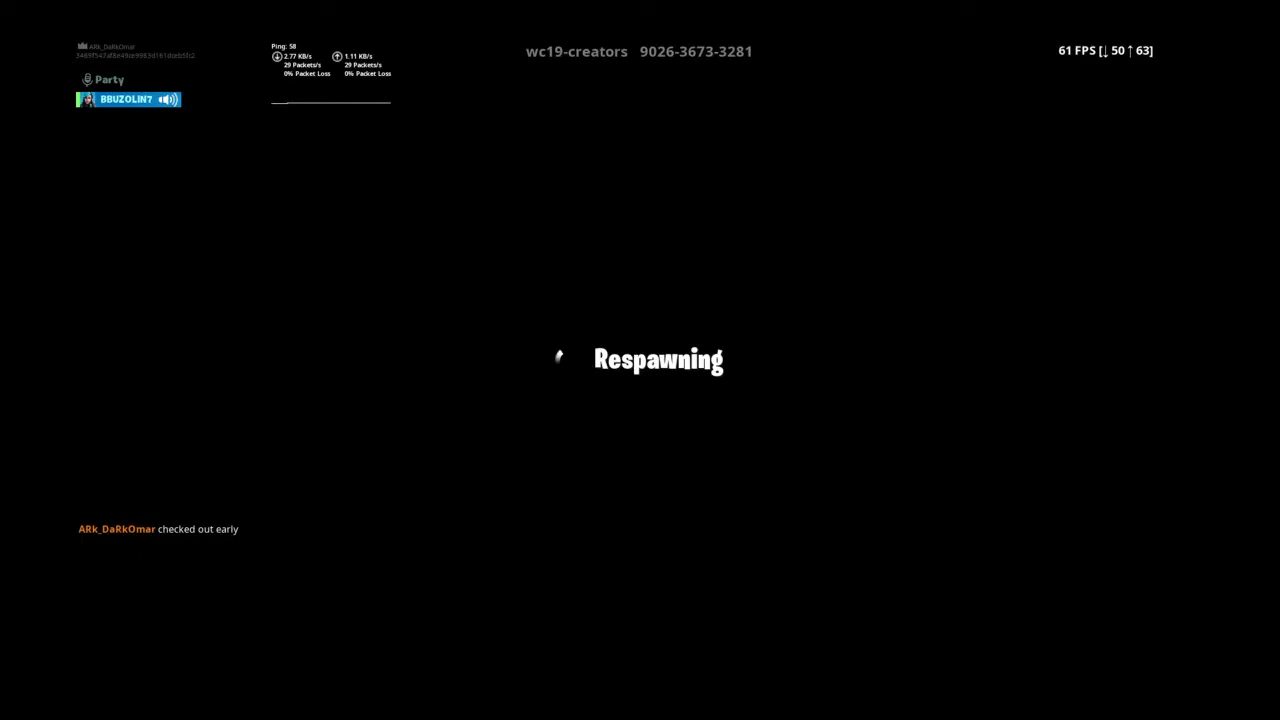 ARk_DaRkOmar
Party
BBUZOLIN7
Ping: 58
2.77 KB/s 1.11 KB/s
29 Packets/s 29 Packets/s
0% Packet Loss 0% Packet Loss
wc19-creators 9026-3673-3281
61 FPS [↓ 50 ↑ 63]
Respawning
ARk_DaRkOmar checked out early